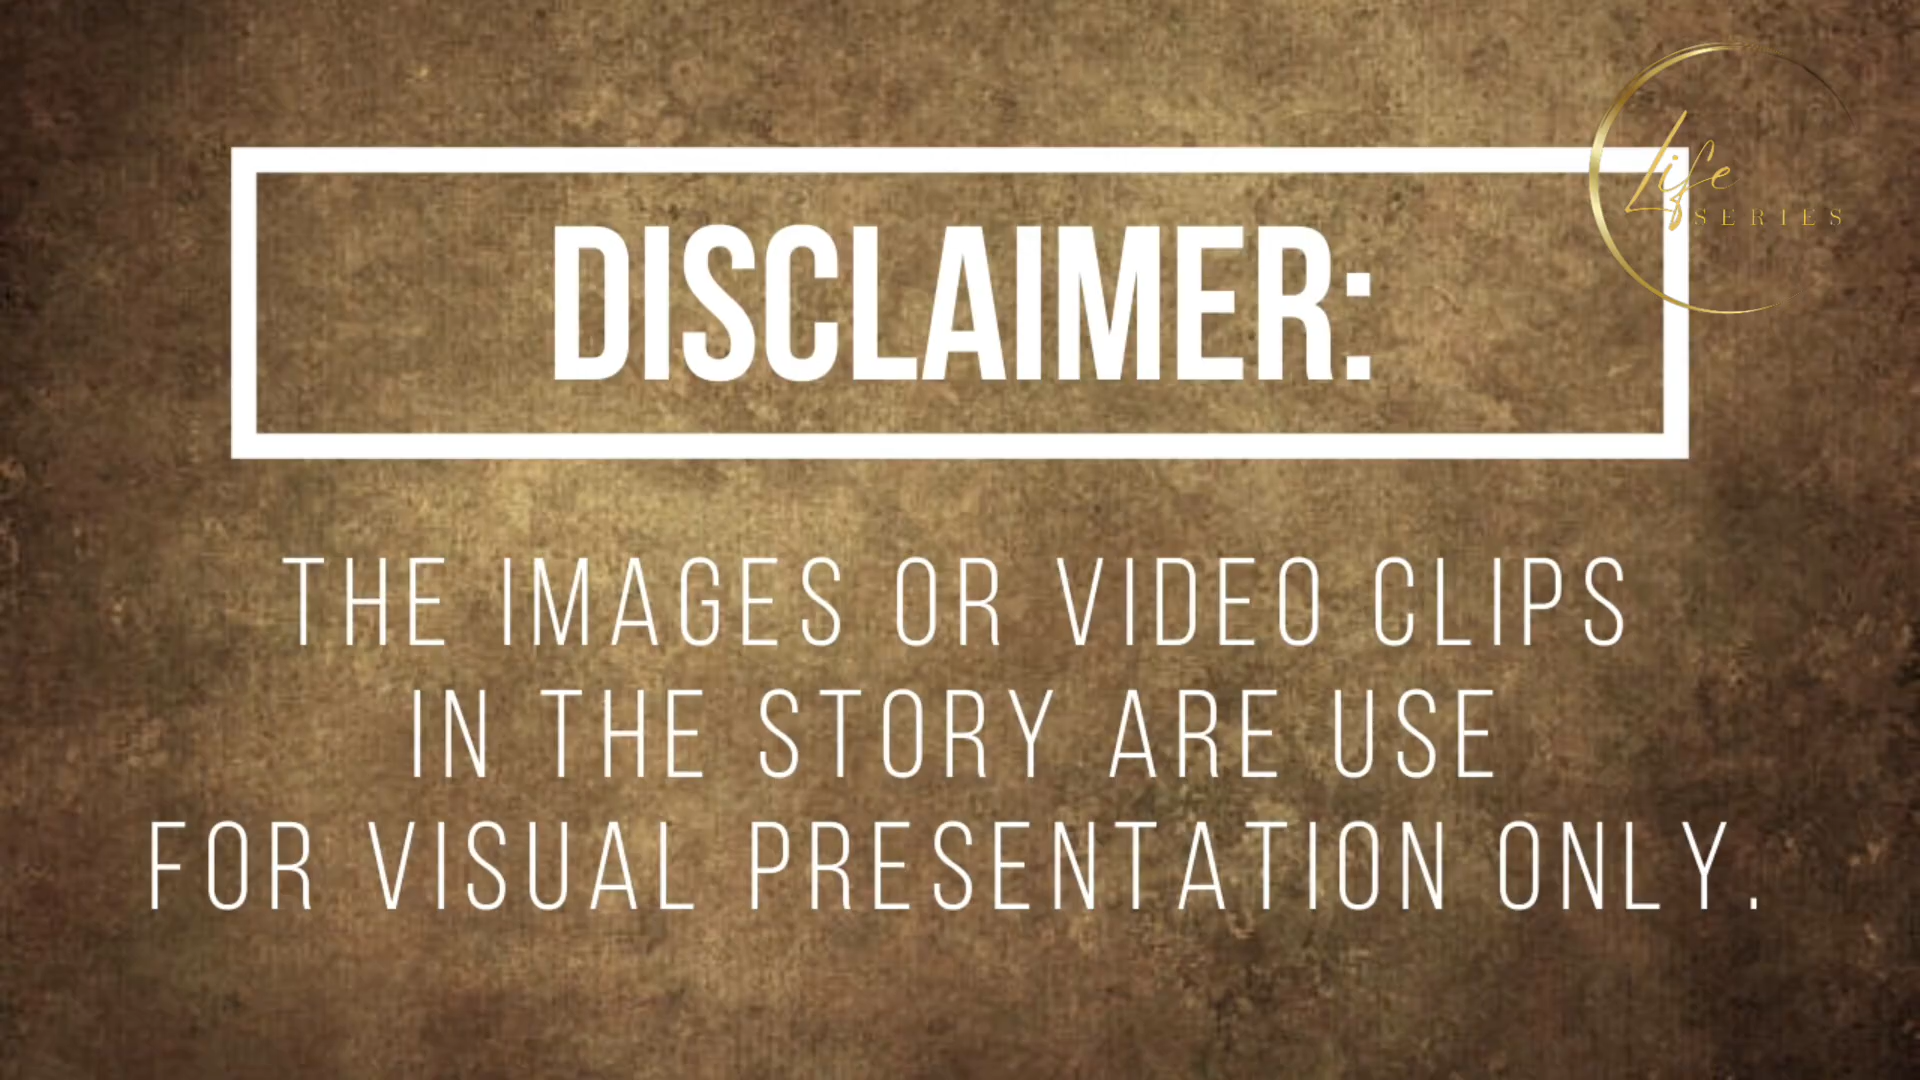 Life
SERIES
DISCLAIMER:
THE IMAGES OR VIDEO CLIPS
IN THE STORY ARE USE
FOR VISUAL PRESENTATION ONLY.